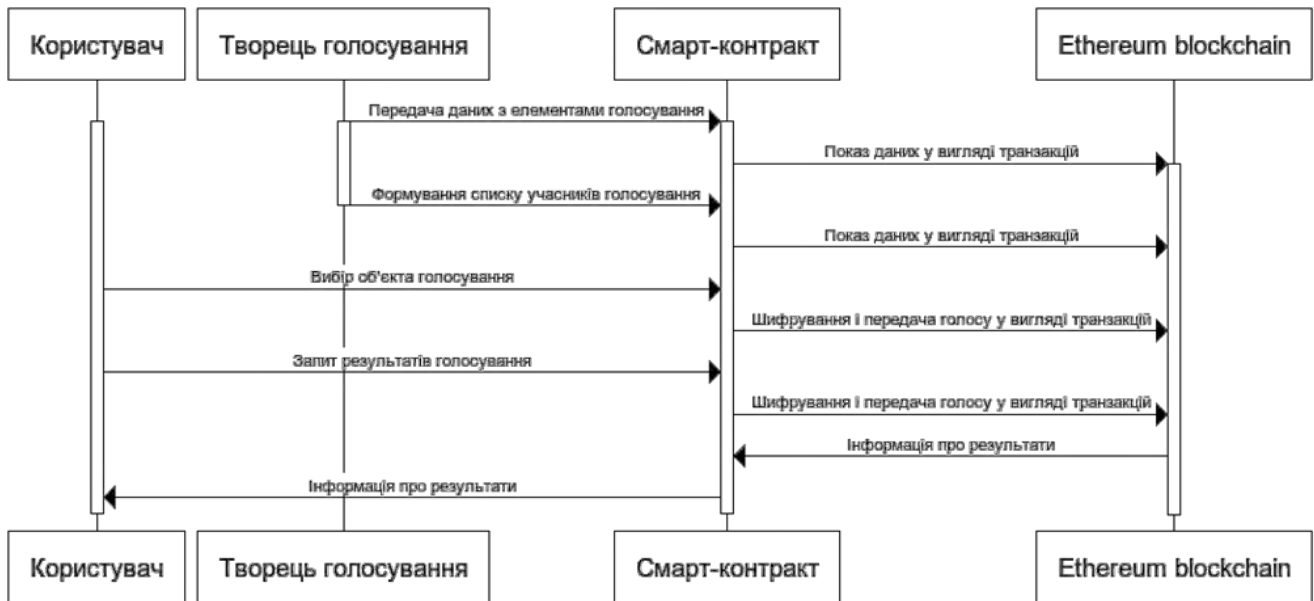 Користувач
Творець голосування
Смарт-контракт
Ethereum blockchain
Передача даних з елементами голосування
Показ даних у вигляді транзакцій
Формування списку учасників голосування
Показ даних у вигляді транзакцій
Вибір об'єкта голосування
Шифрування і передача голосу у вигляді транзакцій
Запит результатів голосування
Шифрування і передача голосу у вигляді транзакцій
Інформація про результати
Інформація про результати
Користувач
Творець голосування
Смарт-контракт
Ethereum blockchain